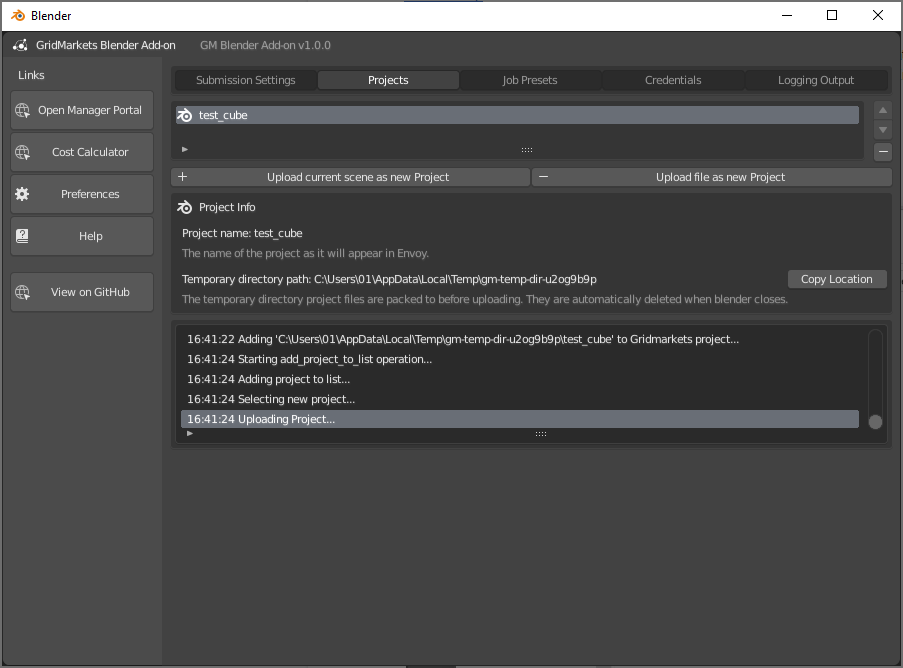 Blender
GridMarkets Blender Add-on GM Blender Add-on v1.0.0
Links
Open Manager Portal
Cost Calculator
Preferences
Help
View on GitHub
Submission Settings Projects Job Presets Credentials Logging Output
test_cube
Upload current scene as new Project Upload file as new Project
Project Info
Project name: test_cube
The name of the project as it will appear in Envoy.
Temporary directory path: C:\Users\01\AppData\Local\Temp\gm-temp-dir-u2og9b9p Copy Location
The temporary directory project files are packed to before uploading. They are automatically deleted when blender closes.
16:41:22 Adding 'C:\Users\01\AppData\Local\Temp\gm-temp-dir-u2og9b9p\test_cube' to Gridmarkets project...
16:41:24 Starting add_project_to_list operation...
16:41:24 Adding project to list...
16:41:24 Selecting new project...
16:41:24 Uploading Project...